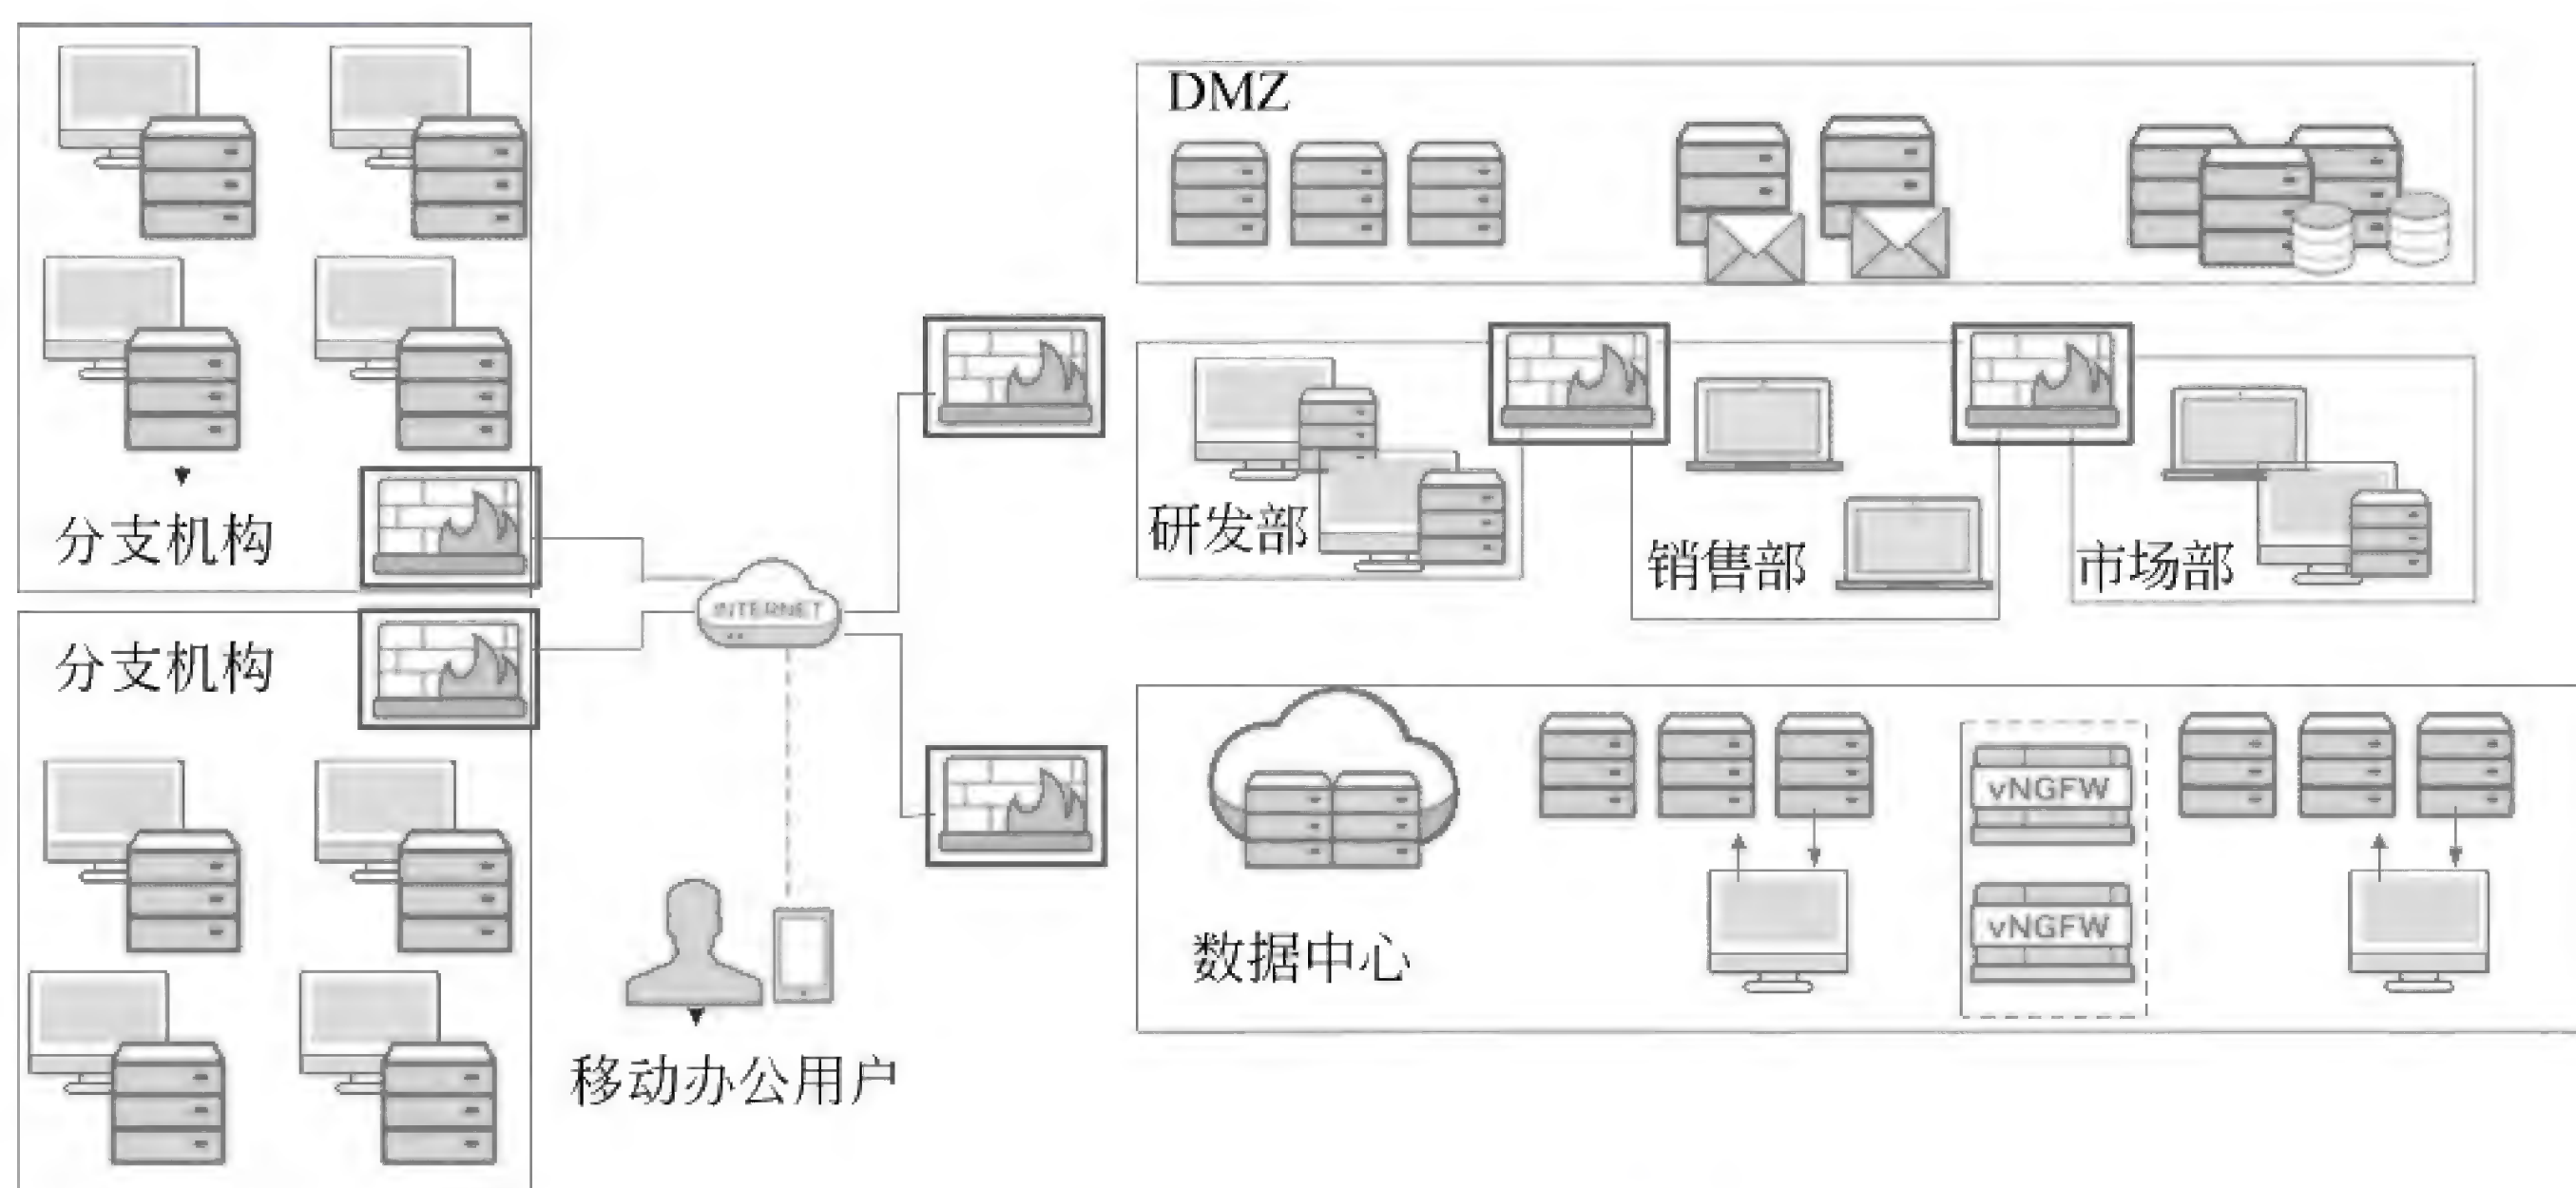 DMZ
分支机构
研发部
销售部
市场部
INTERNET
分支机构
vNGFW
vNGFW
数据中心
移动办公用户